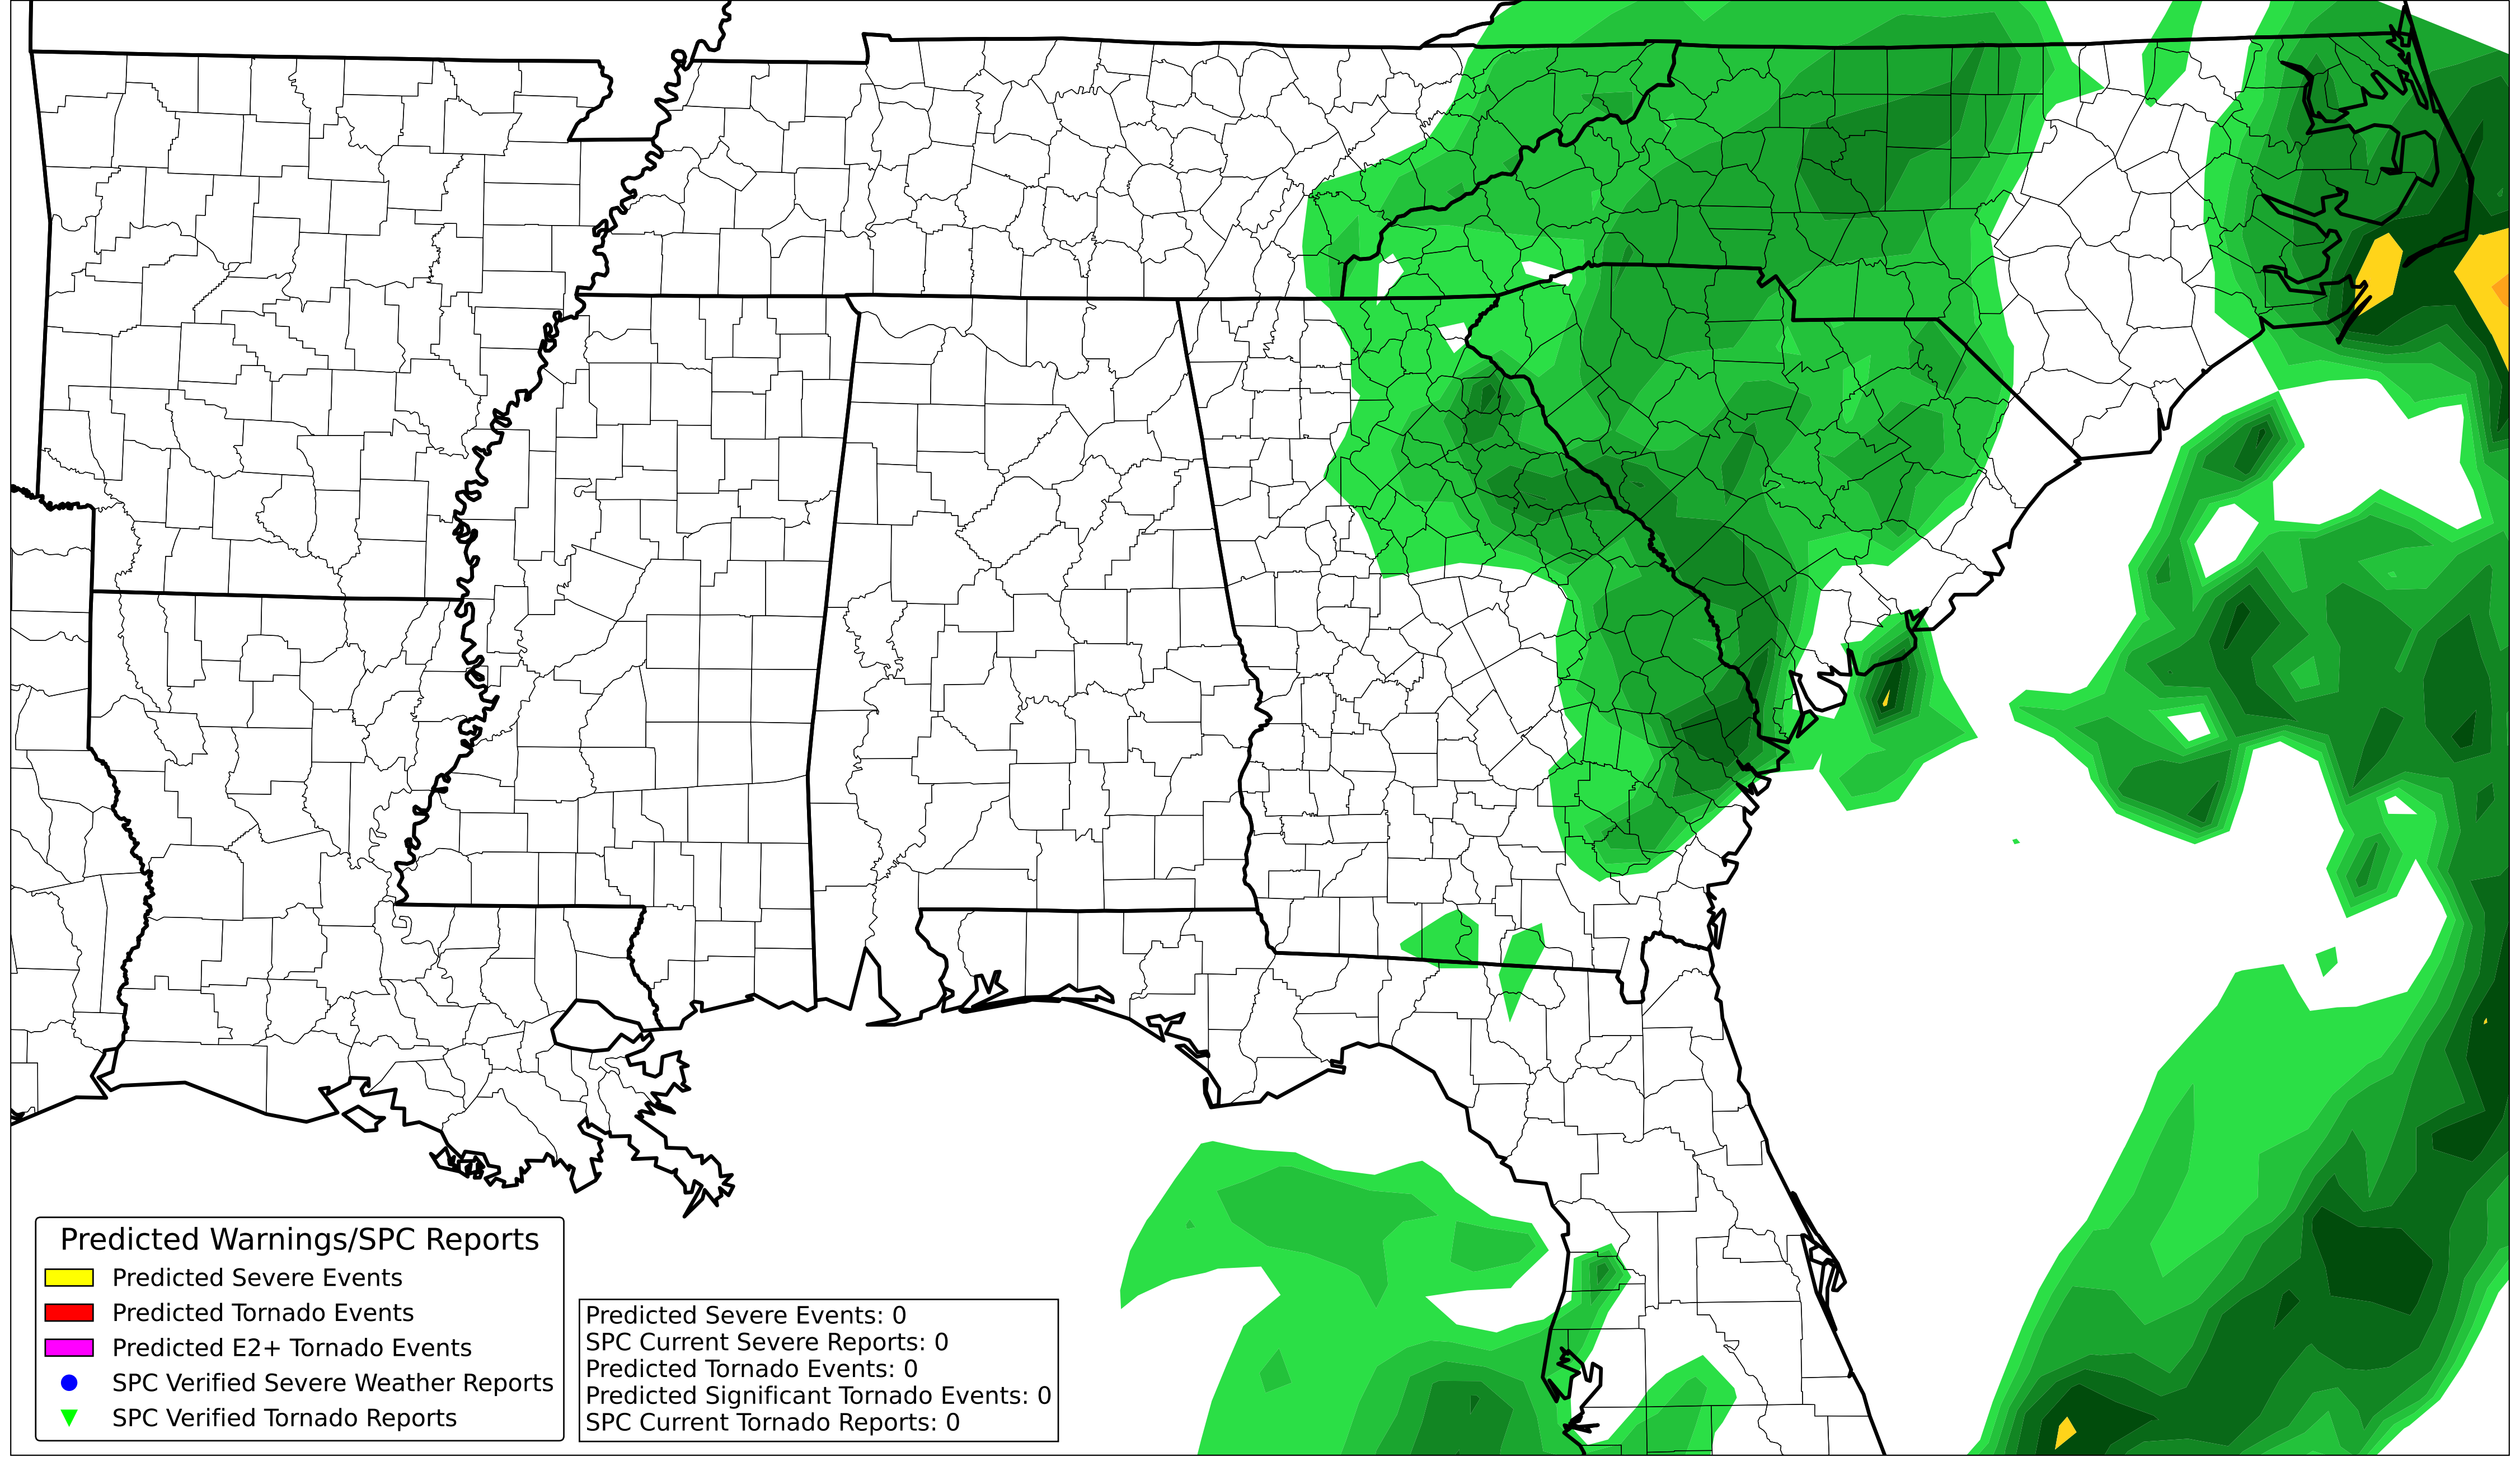 Predicted Warnings/SPC Reports
Predicted Severe Events
Predicted Tornado Events
Predicted E2+ Tornado Events
SPC Verified Severe Weather Reports
SPC Verified Tornado Reports
Predicted Severe Events: 0
SPC Current Severe Reports: 0
Predicted Tornado Events: 0
Predicted Significant Tornado Events: 0
SPC Current Tornado Reports: 0